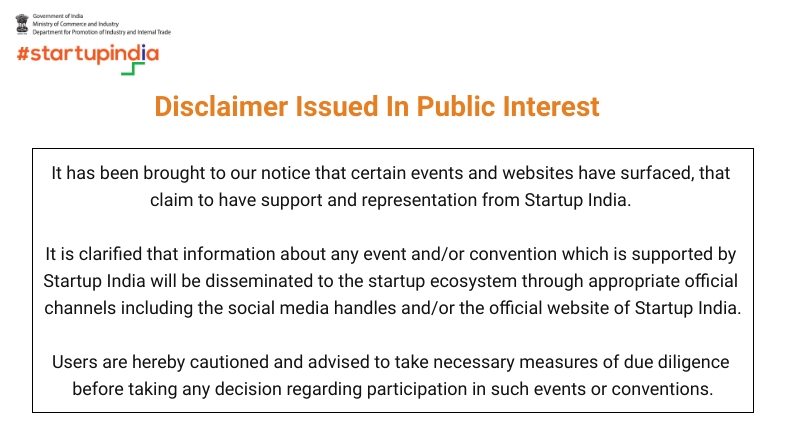 Government of India
Ministry of Commerce and Industry
Department for Promotion of Industry and Internal Trade
#startupindia
Disclaimer Issued In Public Interest
It has been brought to our notice that certain events and websites have surfaced, that
claim to have support and representation from Startup India.
It is clarified that information about any event and/or convention which is supported by
Startup India will be disseminated to the startup ecosystem through appropriate official
channels including the social media handles and/or the official website of Startup India.
Users are hereby cautioned and advised to take necessary measures of due diligence
before taking any decision regarding participation in such events or conventions.